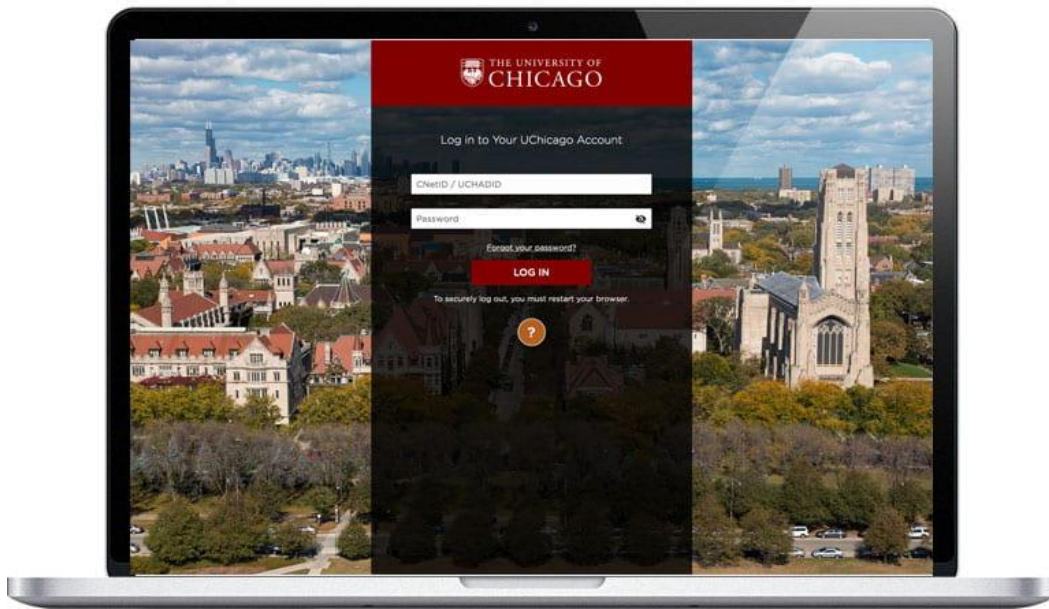 THE UNIVERSITY OF
CHICAGO
Log in to Your UChicago Account
CNetID / UCHADID
Password
Forgot your password?
LOG IN
To securely log out, you must restart your browser.
?